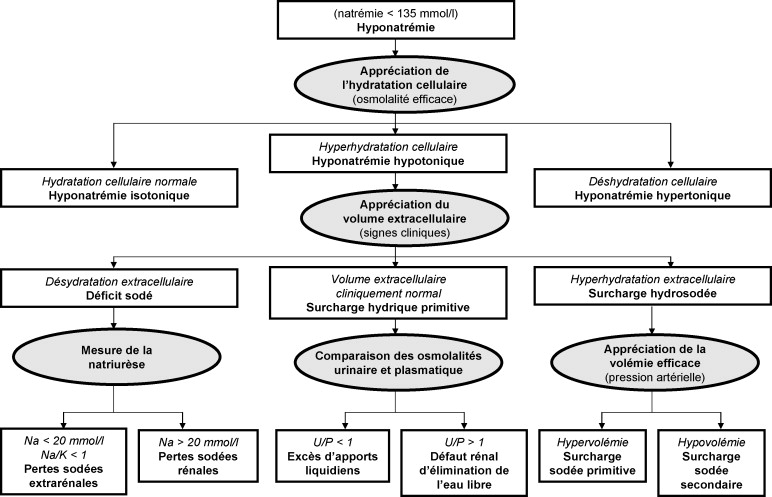 (natrémie < 135 mmol/l)
Hyponatrémie
Appréciation de
l'hydratation cellulaire
(osmolalité efficace)
Hydratation cellulaire normale
Hyponatrémie isotonique
Hyperhydratation cellulaire
Hyponatrémie hypotonique
Déshydratation cellulaire
Hyponatrémie hypertonique
Appréciation du
volume extracellulaire
(signes cliniques)
Désydratation extracellulaire
Déficit sodé
Volume extracellulaire
cliniquement normal
Surcharge hydrique primitive
Hyperhydratation extracellulaire
Surcharge hydrosodée
Mesure de la
natriurèse
Comparaison des osmolalités
urinaire et plasmatique
Appréciation de la
volémie efficace
(pression artérielle)
Na < 20 mmol/l
Na/K < 1
Pertes sodées
extrarénales
Na > 20 mmol/l
Pertes sodées
rénales
U/P < 1
Excès d'apports
liquidiens
U/P > 1
Défaut rénal
d'élimination de
l'eau libre
Hypervolémie
Surcharge
sodée primitive
Hypovolémie
Surcharge
sodée
secondaire